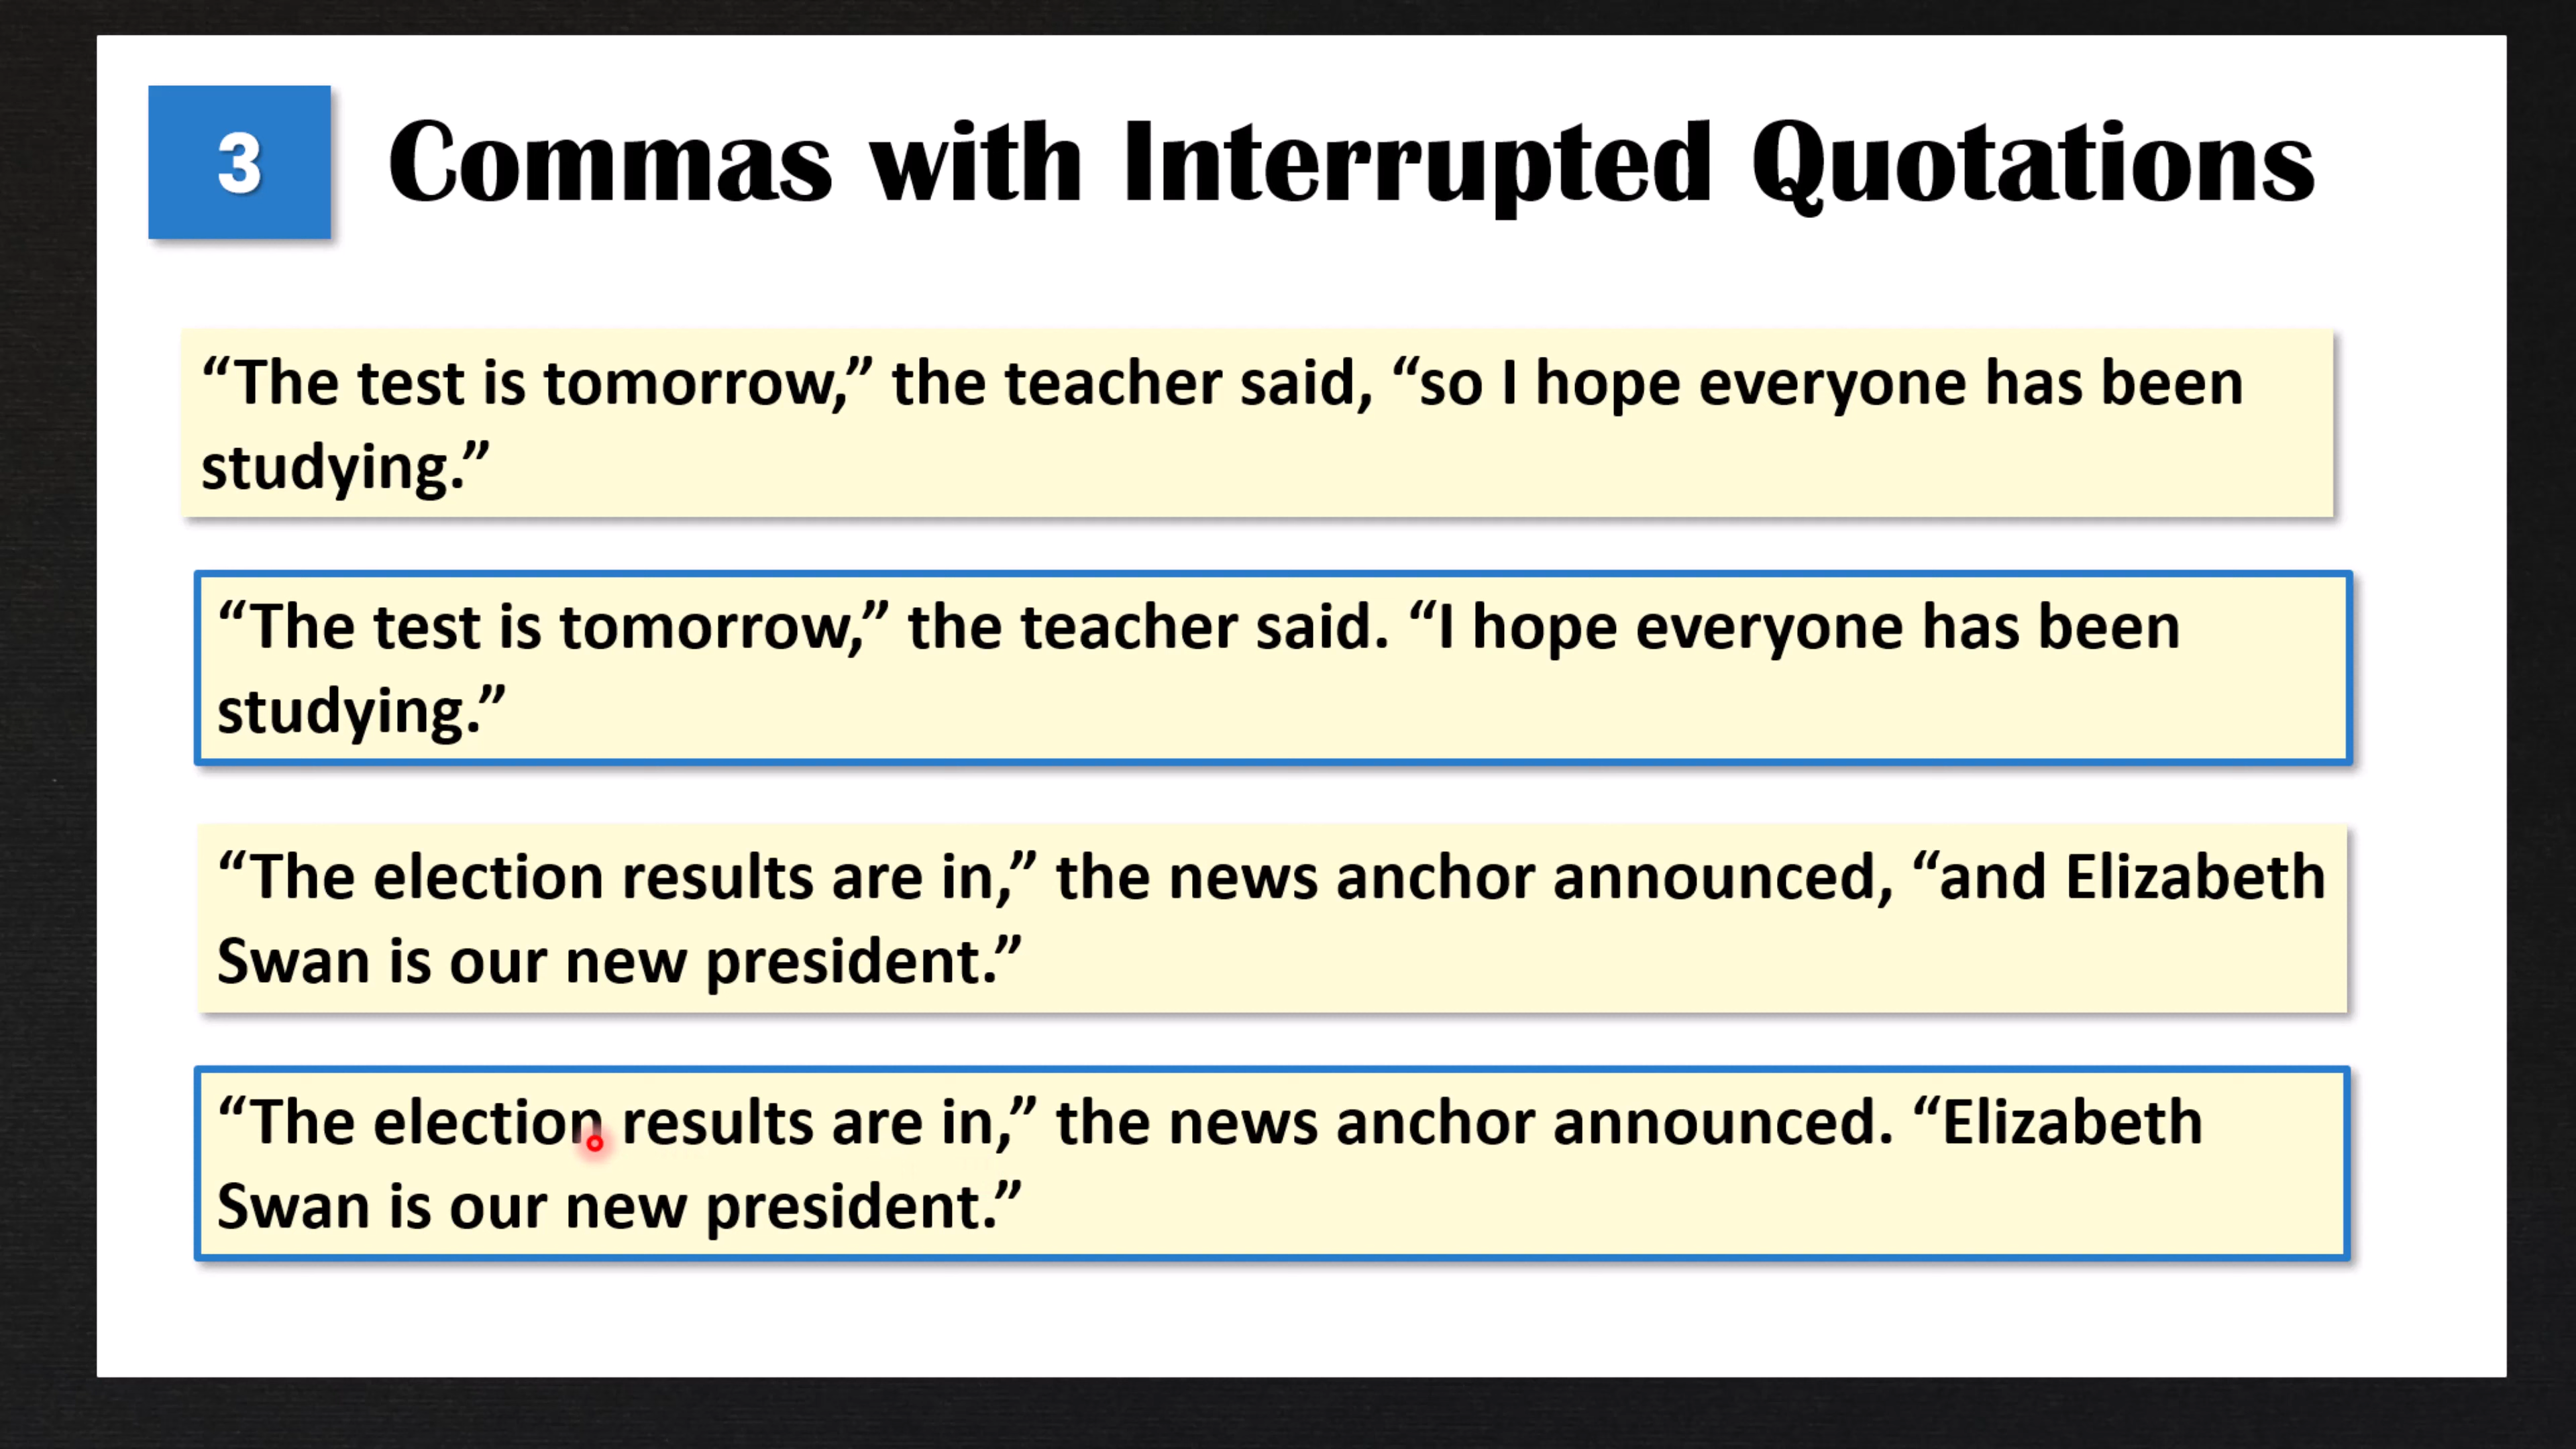 3
Commas with Interrupted Quotations
“The test is tomorrow,” the teacher said, “so I hope everyone has been
studying.”
“The test is tomorrow,” the teacher said. “I hope everyone has been
studying.”
“The election results are in,” the news anchor announced, “and Elizabeth
Swan is our new president.”
“The election results are in,” the news anchor announced. “Elizabeth
Swan is our new president.”